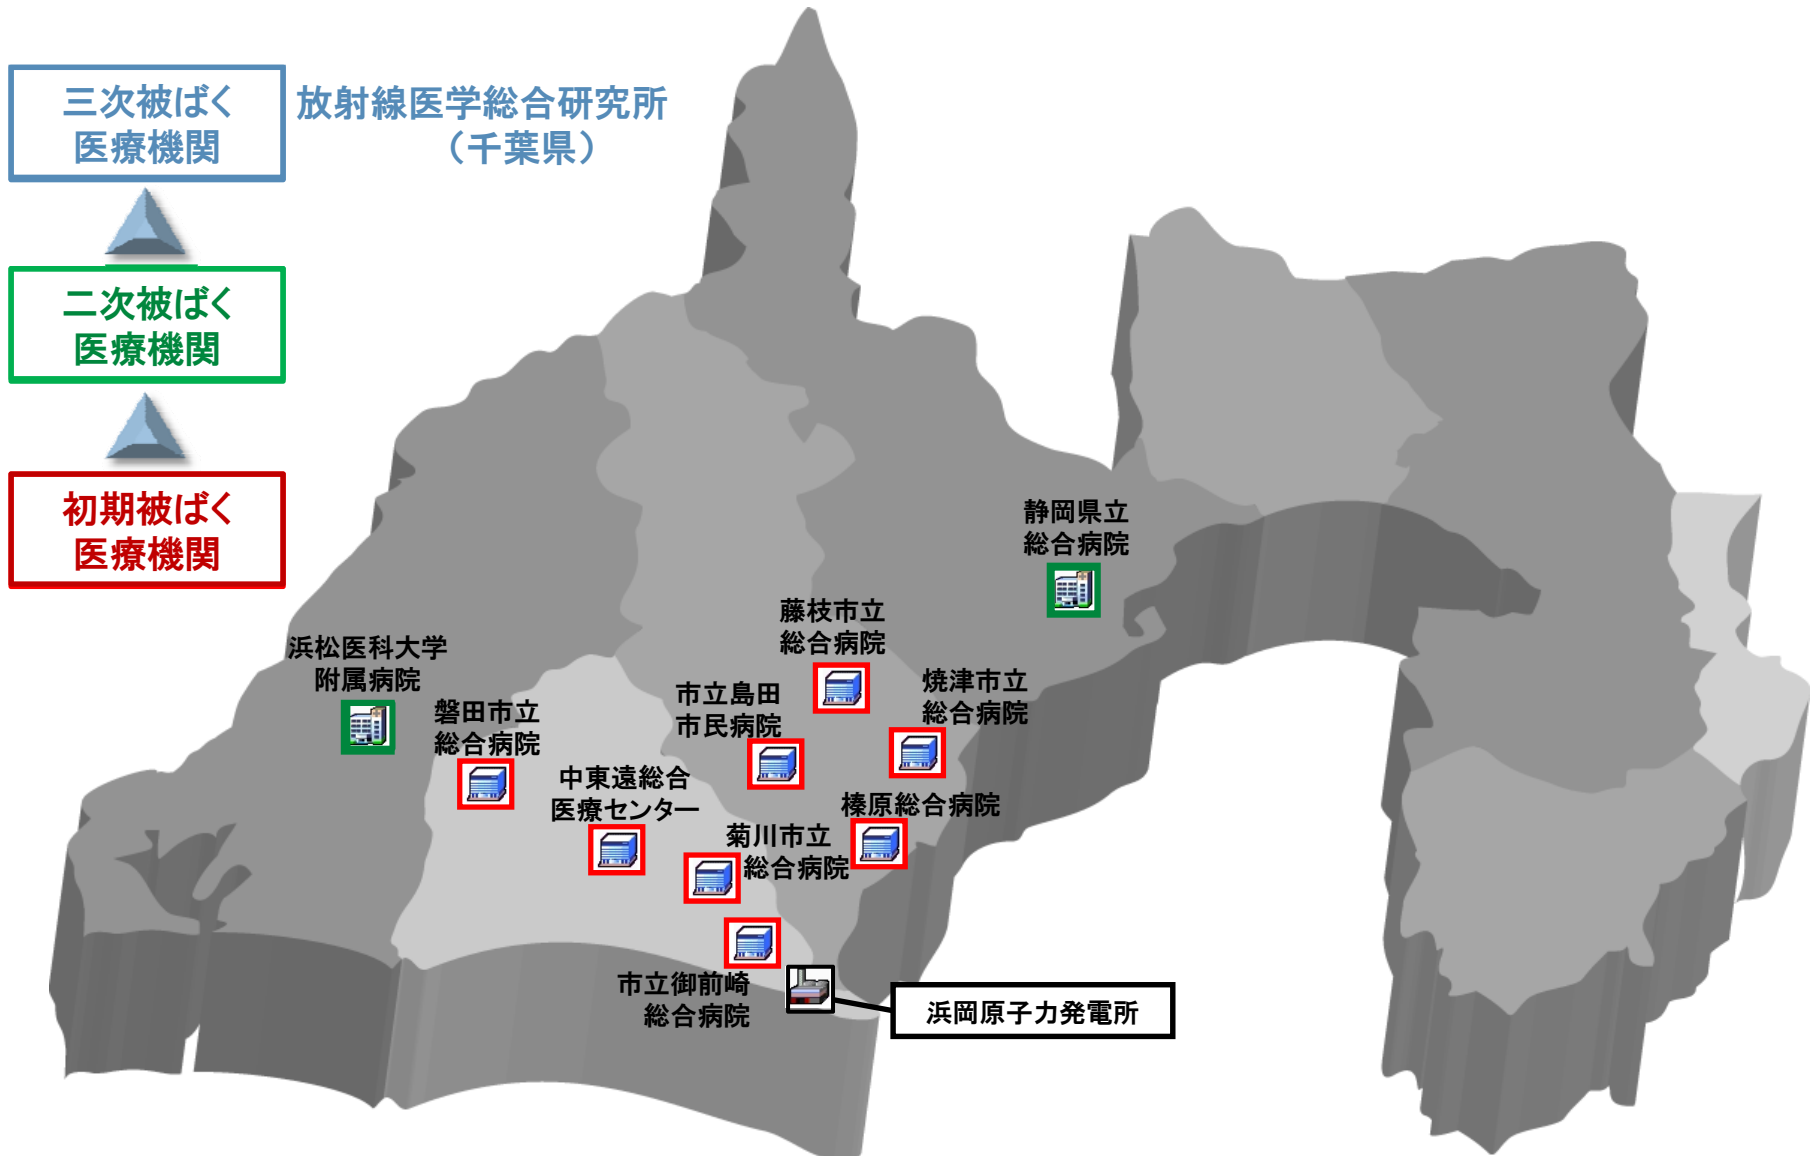 三次被ばく
医療機関
放射線医学総合研究所
（千葉県）
二次被ばく
医療機関
初期被ばく
医療機関
静岡県立
総合病院
藤枝市立
総合病院
浜松医科大学
附属病院
焼津市立
総合病院
市立島田
市民病院
磐田市立
総合病院
中東遠総合
医療センター
榛原総合病院
菊川市立
総合病院
市立御前崎
総合病院
浜岡原子力発電所